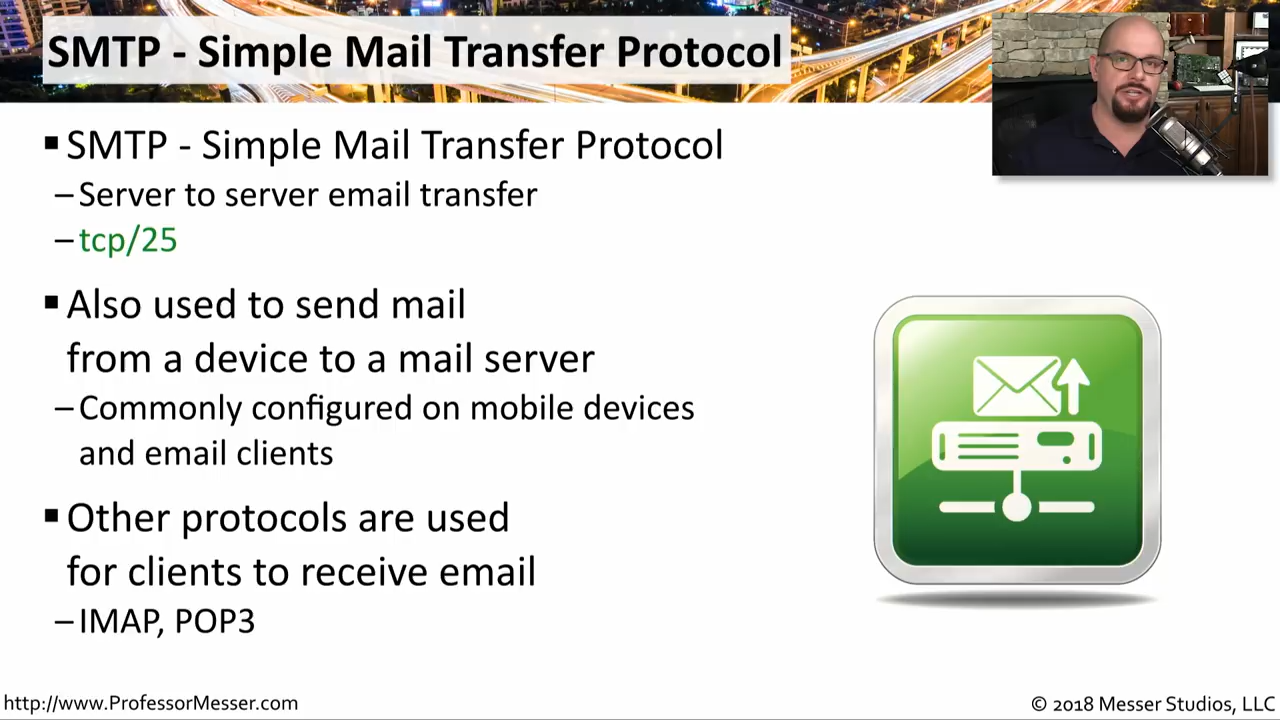 SMTP - Simple Mail Transfer Protocol
▪ SMTP - Simple Mail Transfer Protocol
– Server to server email transfer
– tcp/25
▪ Also used to send mail
from a device to a mail server
– Commonly configured on mobile devices
and email clients
▪ Other protocols are used
for clients to receive email
– IMAP, POP3
http://www.ProfessorMesser.com
© 2018 Messer Studios, LLC